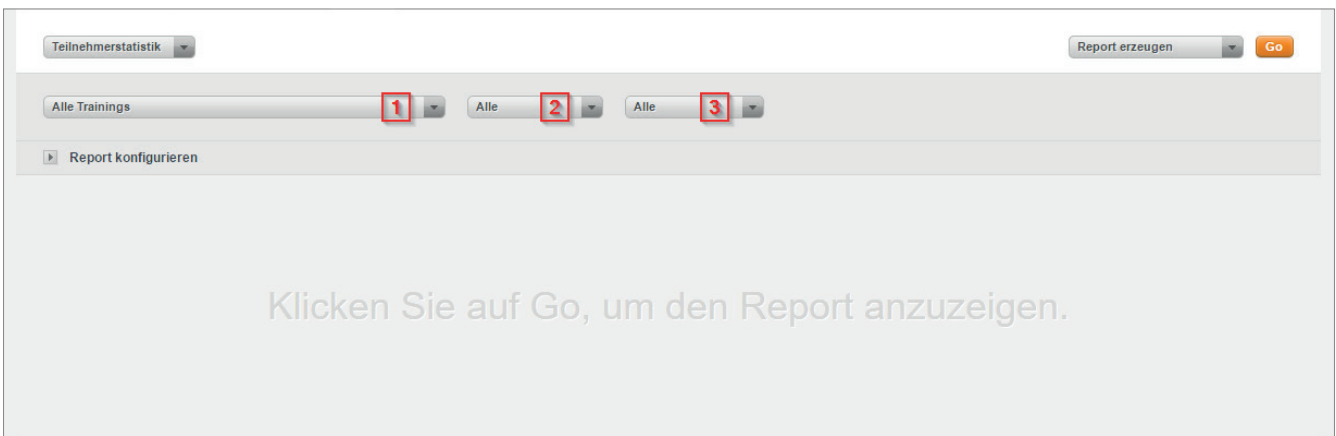 Teilnehmerstatistik Report erzeugen Go
Alle Trainings 1 Alle 2 Alle 3
Report konfigurieren
Klicken Sie auf Go, um den Report anzuzeigen.